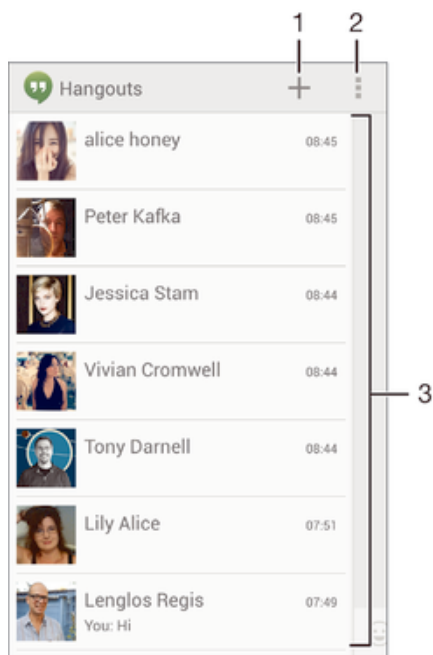 1 2
Hangouts
alice honey 08:45
Peter Kafka 08:45
Jessica Stam 08:44
3
Vivian Cromwell 08:44
Tony Darnell 08:44
Lily Alice 07:51
Lenglos Regis 07:49
You: Hi